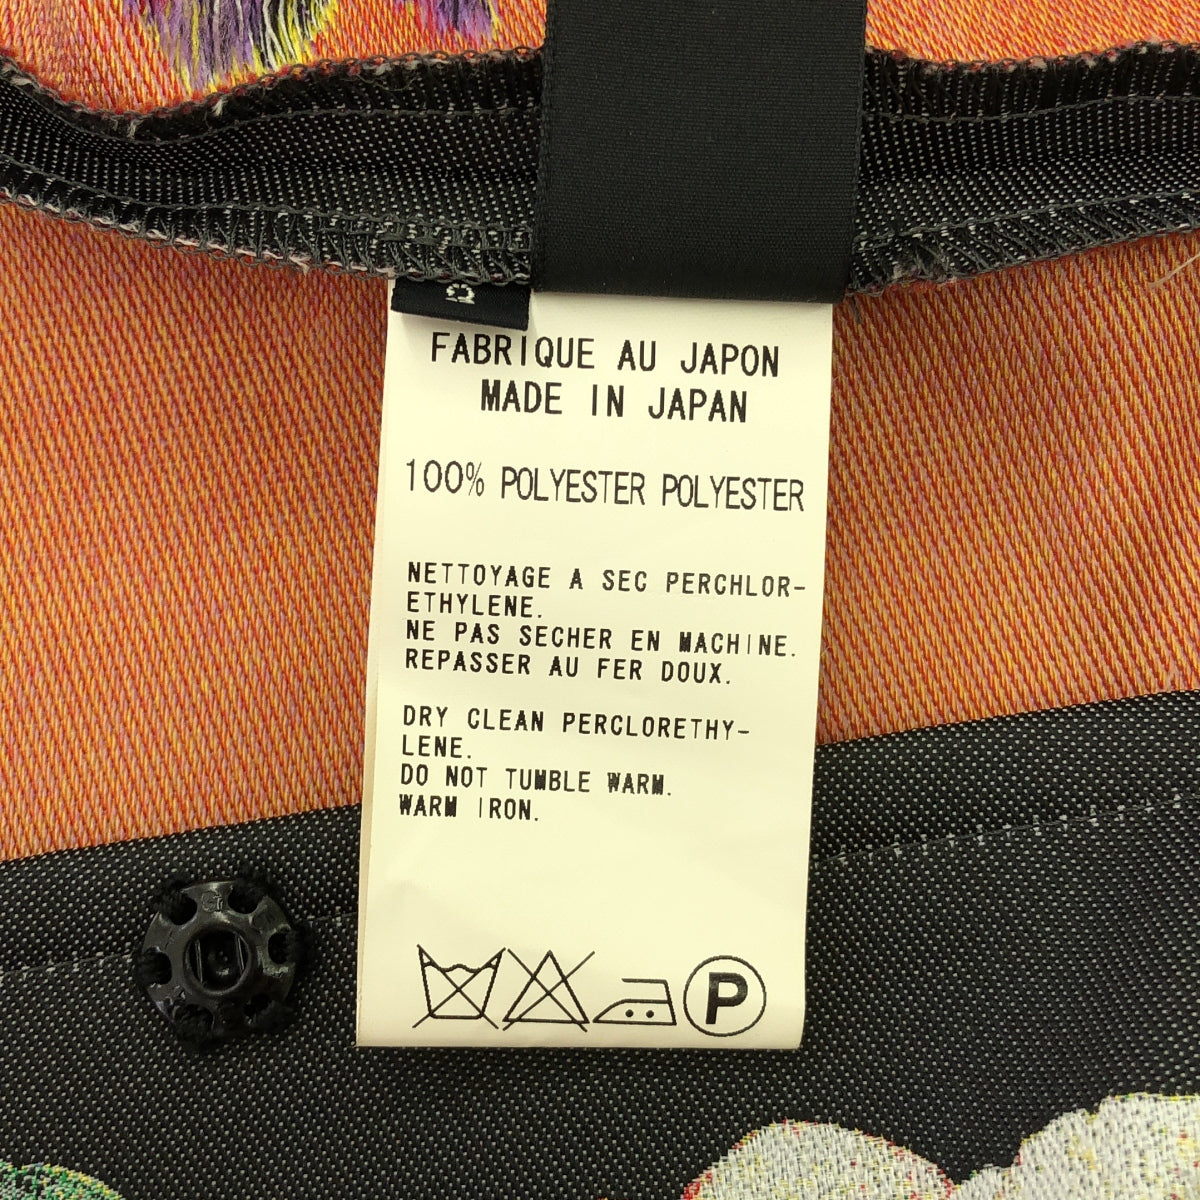 FABRIQUE AU JAPON
MADE IN JAPAN
100% POLYESTER POLYESTER
NETTOYAGE A SEC PERCHLOR-
ETHYLENE.
NE PAS SECHER EN MACHINE.
REPASSER AU FER DOUX.
DRY CLEAN PERCLORETHY-
LENE.
DO NOT TUMBLE WARM.
WARM IRON.
P